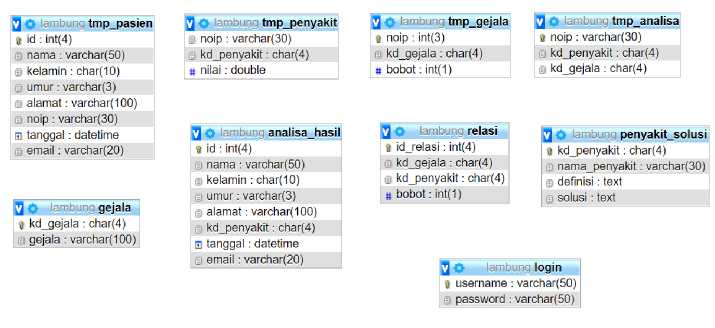 lambung tmp_pasien
id : int(4)
nama : varchar(50)
kelamin : char(10)
umur : varchar(3)
alamat : varchar(100)
noip : varchar(30)
tanggal : datetime
email : varchar(20)
lambung tmp_penyakit
noip : varchar(30)
kd_penyakit : char(4)
nilai : double
lambung tmp_gejala
noip : int(3)
kd_gejala : char(4)
bobot : int(1)
lambung tmp_analisa
noip : varchar(30)
kd_penyakit : char(4)
kd_gejala : char(4)
lambung analisa_hasil
id : int(4)
nama : varchar(50)
kelamin : char(10)
umur : varchar(3)
alamat : varchar(100)
kd_penyakit : char(4)
tanggal : datetime
email : varchar(20)
lambung relasi
id_relasi : int(4)
kd_gejala : char(4)
kd_penyakit : char(4)
bobot : int(1)
lambung penyakit_solusi
kd_penyakit : char(4)
nama_penyakit : varchar(30)
definisi : text
solusi : text
lambung gejala
kd_gejala : char(4)
gejala : varchar(100)
lambung login
username : varchar(50)
password : varchar(50)